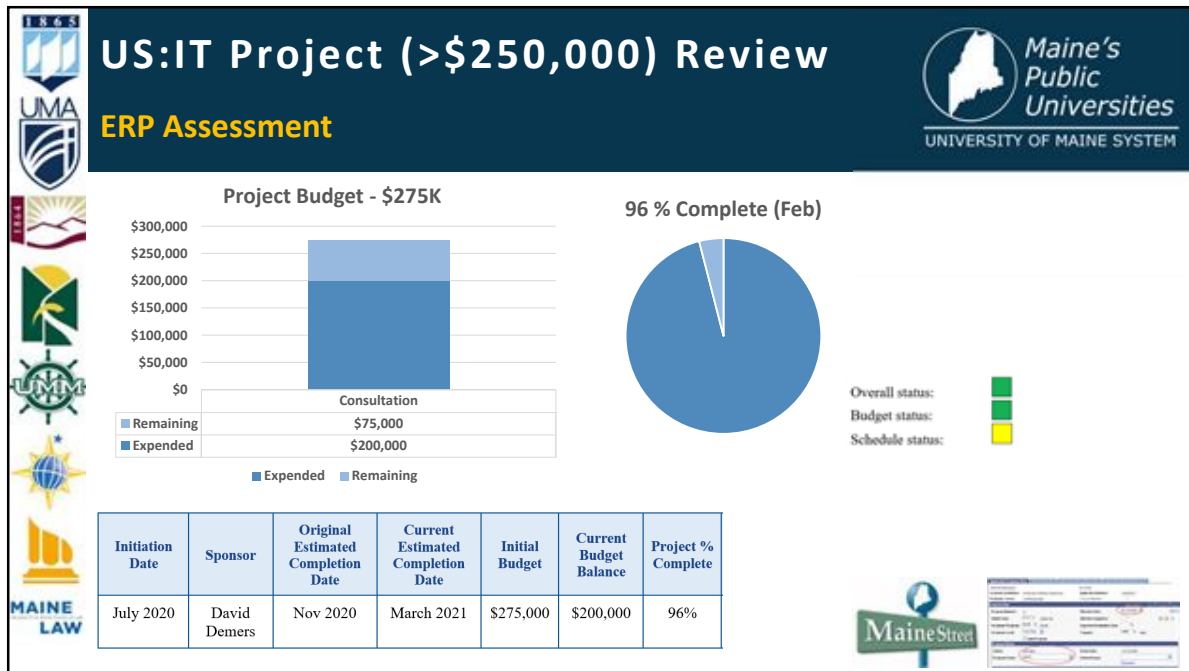 1865
US:IT Project (>$250,000) Review
ERP Assessment
Maine's
Public
Universities
UNIVERSITY OF MAINE SYSTEM
UMA
1864
UMM
MAINE
LAW
Project Budget - $275K
$300,000
$250,000
$200,000
$150,000
$100,000
$50,000
$0
Consultation
Remaining $75,000
Expended $200,000
Expended Remaining
96 % Complete (Feb)
Overall status:
Budget status:
Schedule status:
Initiation Date Sponsor Original Estimated Completion Date Current Estimated Completion Date Initial Budget Current Budget Balance Project % Complete
July 2020 David Demers Nov 2020 March 2021 $275,000 $200,000 96%
MaineStreet